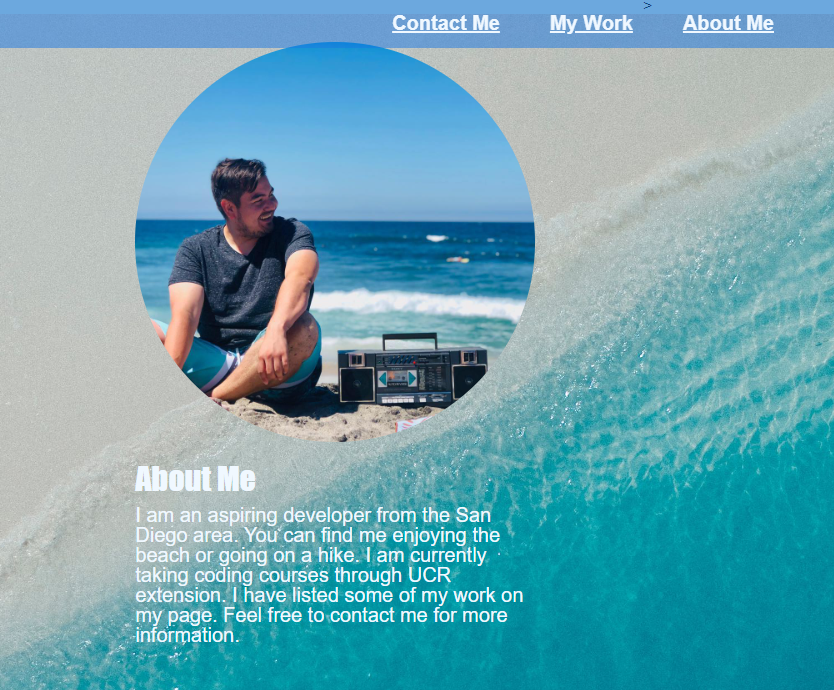 >
Contact Me My Work About Me
About Me
I am an aspiring developer from the San
Diego area. You can find me enjoying the
beach or going on a hike. I am currently
taking coding courses through UCR
extension. I have listed some of my work on
my page. Feel free to contact me for more
information.